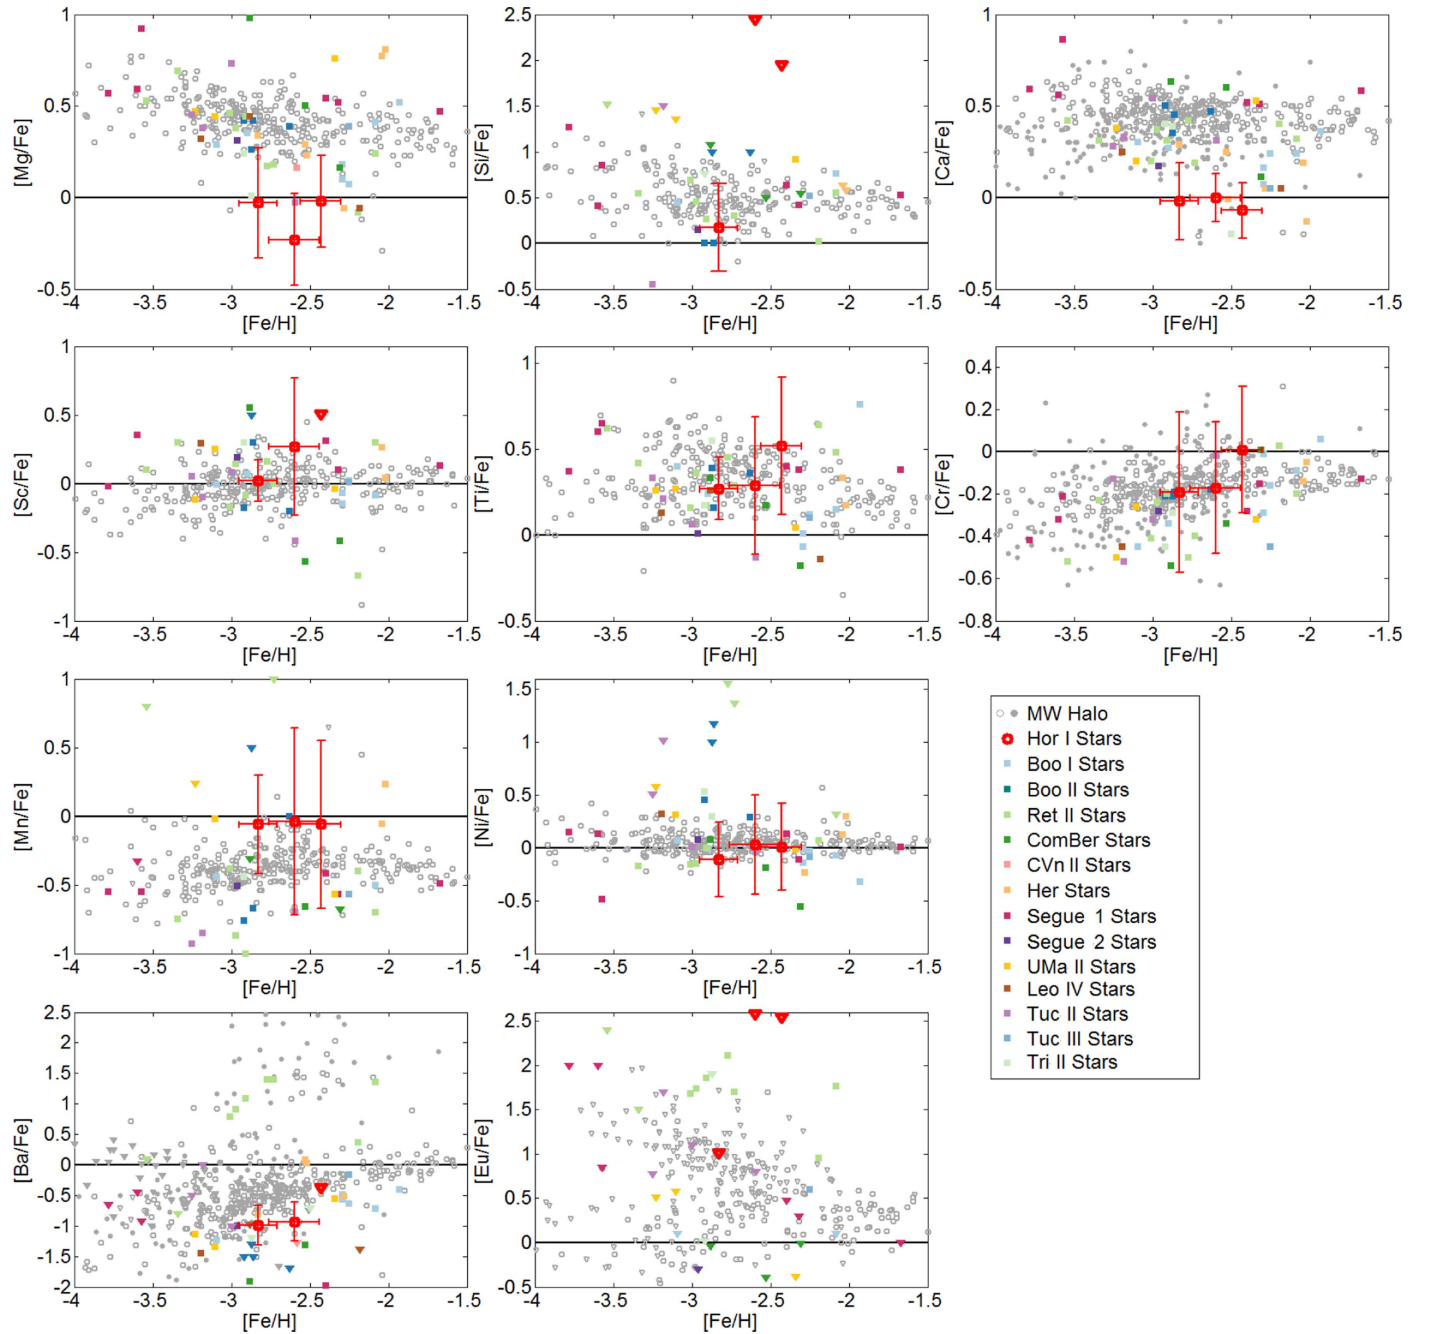 [Mg/Fe]
1
0.5
0
-0.5
-4 -3.5 -3 -2.5 -2 -1.5
[Fe/H]
[Si/Fe]
2.5
2
1.5
1
0.5
0
-0.5
-4 -3.5 -3 -2.5 -2 -1.5
[Fe/H]
[Ca/Fe]
1
0.5
0
-0.5
-4 -3.5 -3 -2.5 -2 -1.5
[Fe/H]
[Sc/Fe]
1
0.5
0
-0.5
-1
-4 -3.5 -3 -2.5 -2 -1.5
[Fe/H]
[Ti/Fe]
1
0.5
0
-0.5
-4 -3.5 -3 -2.5 -2 -1.5
[Fe/H]
[Cr/Fe]
0.4
0.2
0
-0.2
-0.4
-0.6
-0.8
-4 -3.5 -3 -2.5 -2 -1.5
[Fe/H]
[Mn/Fe]
1
0.5
0
-0.5
-1
-4 -3.5 -3 -2.5 -2 -1.5
[Fe/H]
[Ni/Fe]
1.5
1
0.5
0
-0.5
-1
-4 -3.5 -3 -2.5 -2 -1.5
[Fe/H]
MW Halo
Hor I Stars
Boo I Stars
Boo II Stars
Ret II Stars
ComBer Stars
CVn II Stars
Her Stars
Segue 1 Stars
Segue 2 Stars
UMa II Stars
Leo IV Stars
Tuc II Stars
Tuc III Stars
Tri II Stars
[Ba/Fe]
2.5
2
1.5
1
0.5
0
-0.5
-1
-1.5
-2
-4 -3.5 -3 -2.5 -2 -1.5
[Fe/H]
[Eu/Fe]
2.5
2
1.5
1
0.5
0
-0.5
-4 -3.5 -3 -2.5 -2 -1.5
[Fe/H]